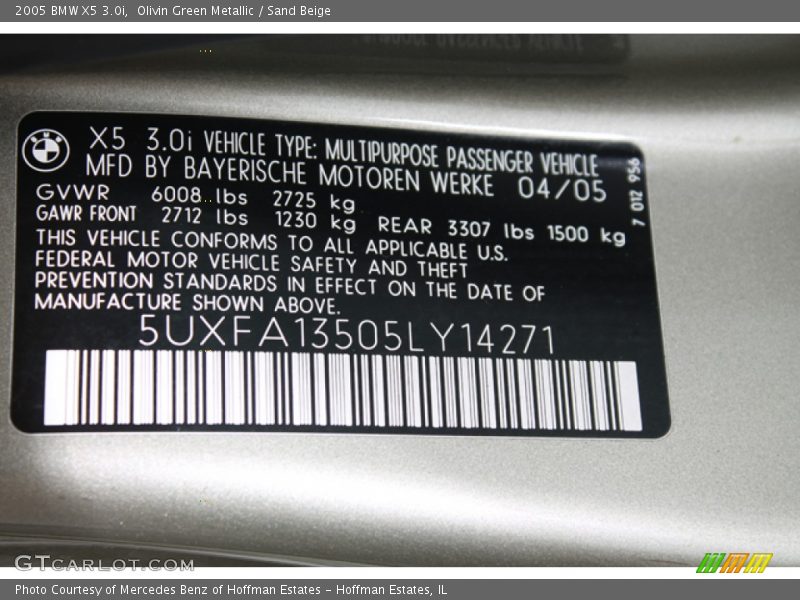 2005 BMW X5 3.0i, Olivin Green Metallic / Sand Beige
X5 3.0i VEHICLE TYPE: MULTIPURPOSE PASSENGER VEHICLE
MFD BY BAYERISCHE MOTOREN WERKE 04/05
GVWR 6008 lbs 2725 kg
GAWR FRONT 2712 lbs 1230 kg REAR 3307 lbs 1500 kg
7 012 956
THIS VEHICLE CONFORMS TO ALL APPLICABLE U.S.
FEDERAL MOTOR VEHICLE SAFETY AND THEFT
PREVENTION STANDARDS IN EFFECT ON THE DATE OF
MANUFACTURE SHOWN ABOVE.
5UXFA13505LY14271
GTCARLOT.COM
Photo Courtesy of Mercedes Benz of Hoffman Estates - Hoffman Estates, IL